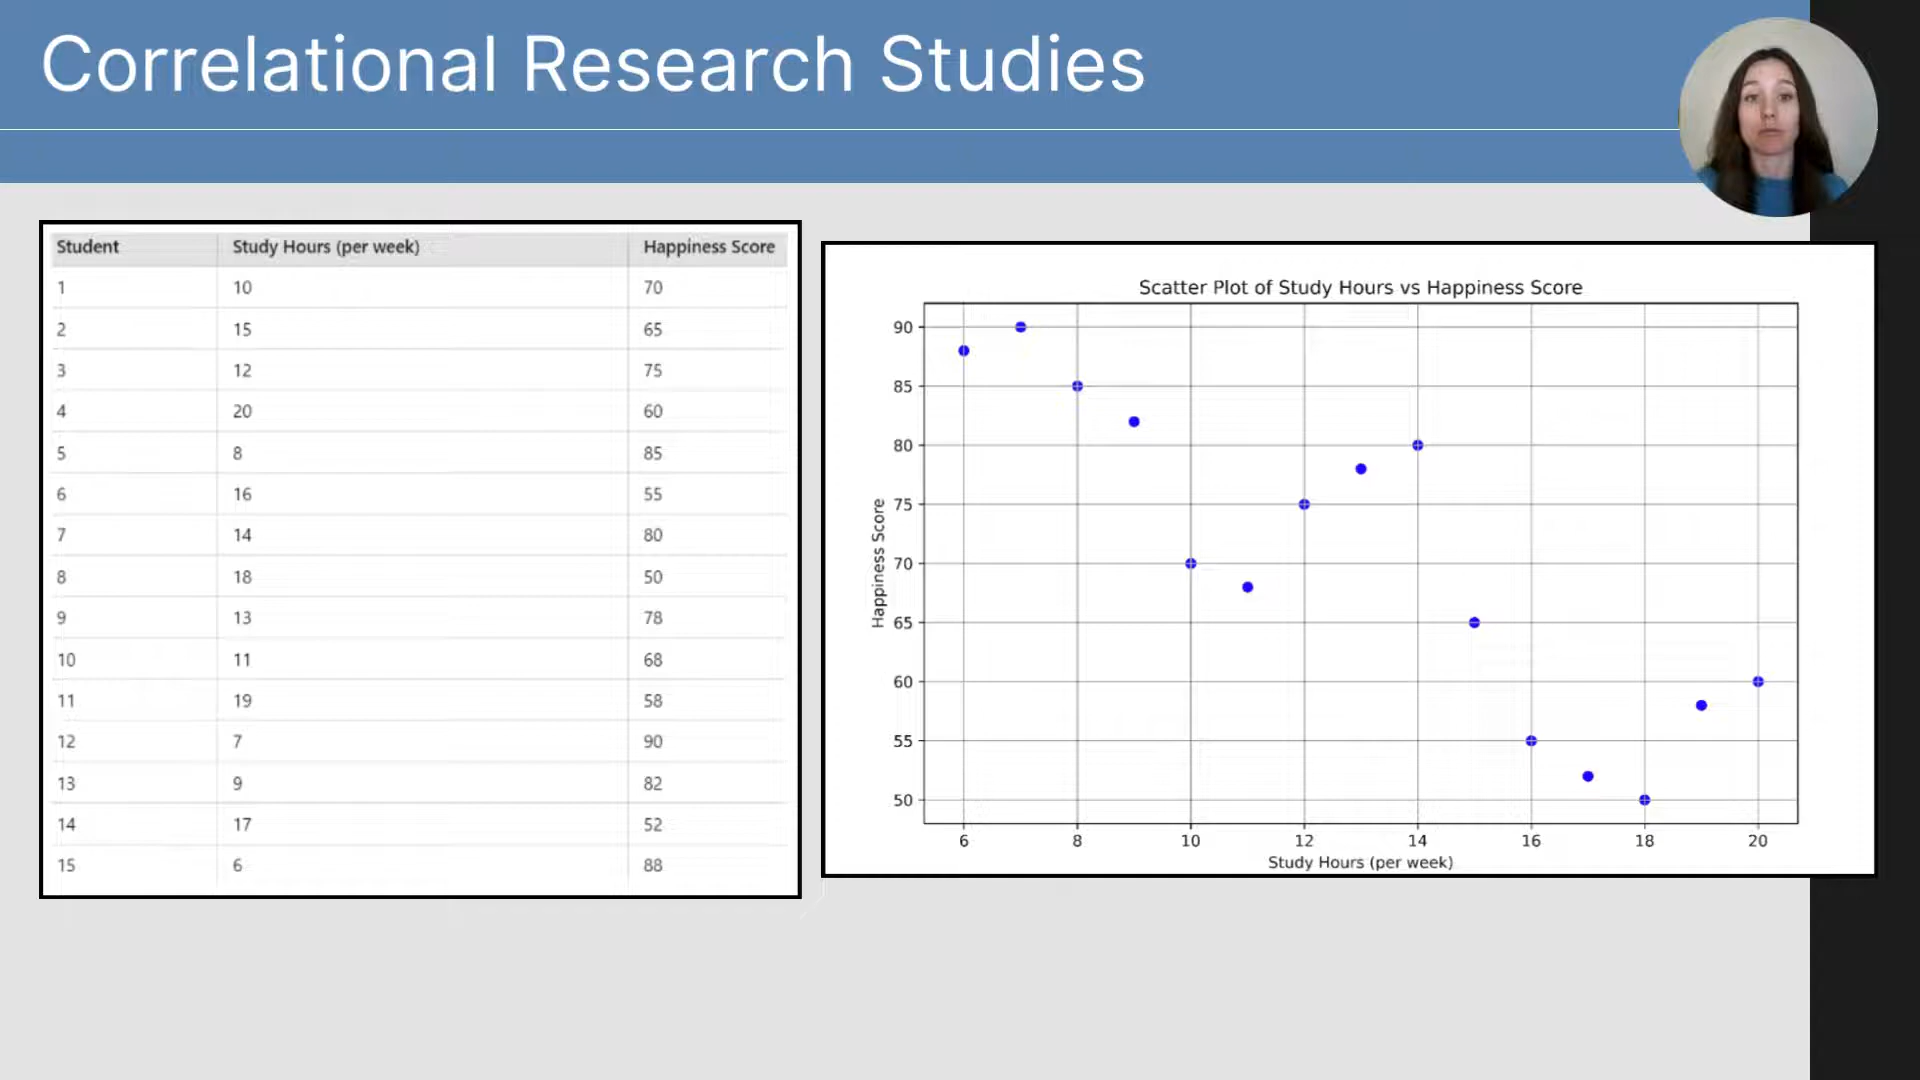 Correlational Research Studies
Student Study Hours (per week) Happiness Score
1 10 70
2 15 65
3 12 75
4 20 60
5 8 85
6 16 55
7 14 80
8 18 50
9 13 78
10 11 68
11 19 58
12 7 90
13 9 82
14 17 52
15 6 88
Scatter Plot of Study Hours vs Happiness Score
Happiness Score
90
85
80
75
70
65
60
55
50
6 8 10 12 14 16 18 20
Study Hours (per week)